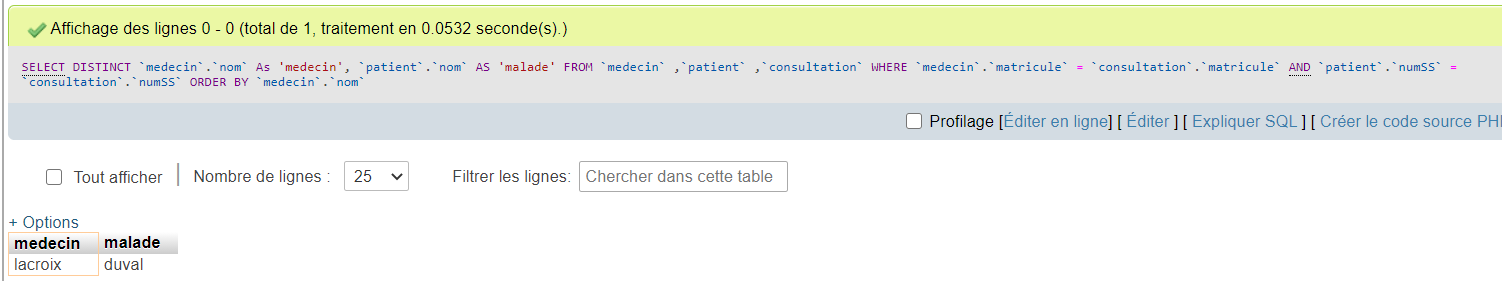 Affichage des lignes 0 - 0 (total de 1, traitement en 0.0532 seconde(s).)
SELECT DISTINCT `medecin`.`nom` As 'medecin', `patient`.`nom` AS 'malade' FROM `medecin` ,`patient` ,`consultation` WHERE `medecin`.`matricule` = `consultation`.`matricule` AND `patient`.`numSS` =
`consultation`.`numSS` ORDER BY `medecin`.`nom`
Profilage [Éditer en ligne] [ Éditer ] [ Expliquer SQL ] [ Créer le code source PH
Tout afficher Nombre de lignes : 25 Filtrer les lignes: Chercher dans cette table
+ Options
medecin malade
lacroix duval